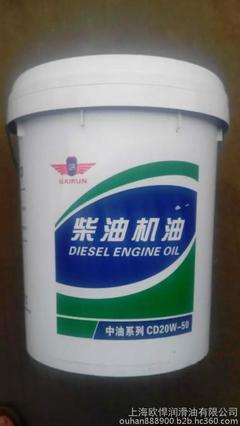 GAIRUN
柴油机油
DIESEL ENGINE OIL
中油系列 CD20W-50
上海欧悍润滑油有限公司
ouhan888900.b2b.hc360.com